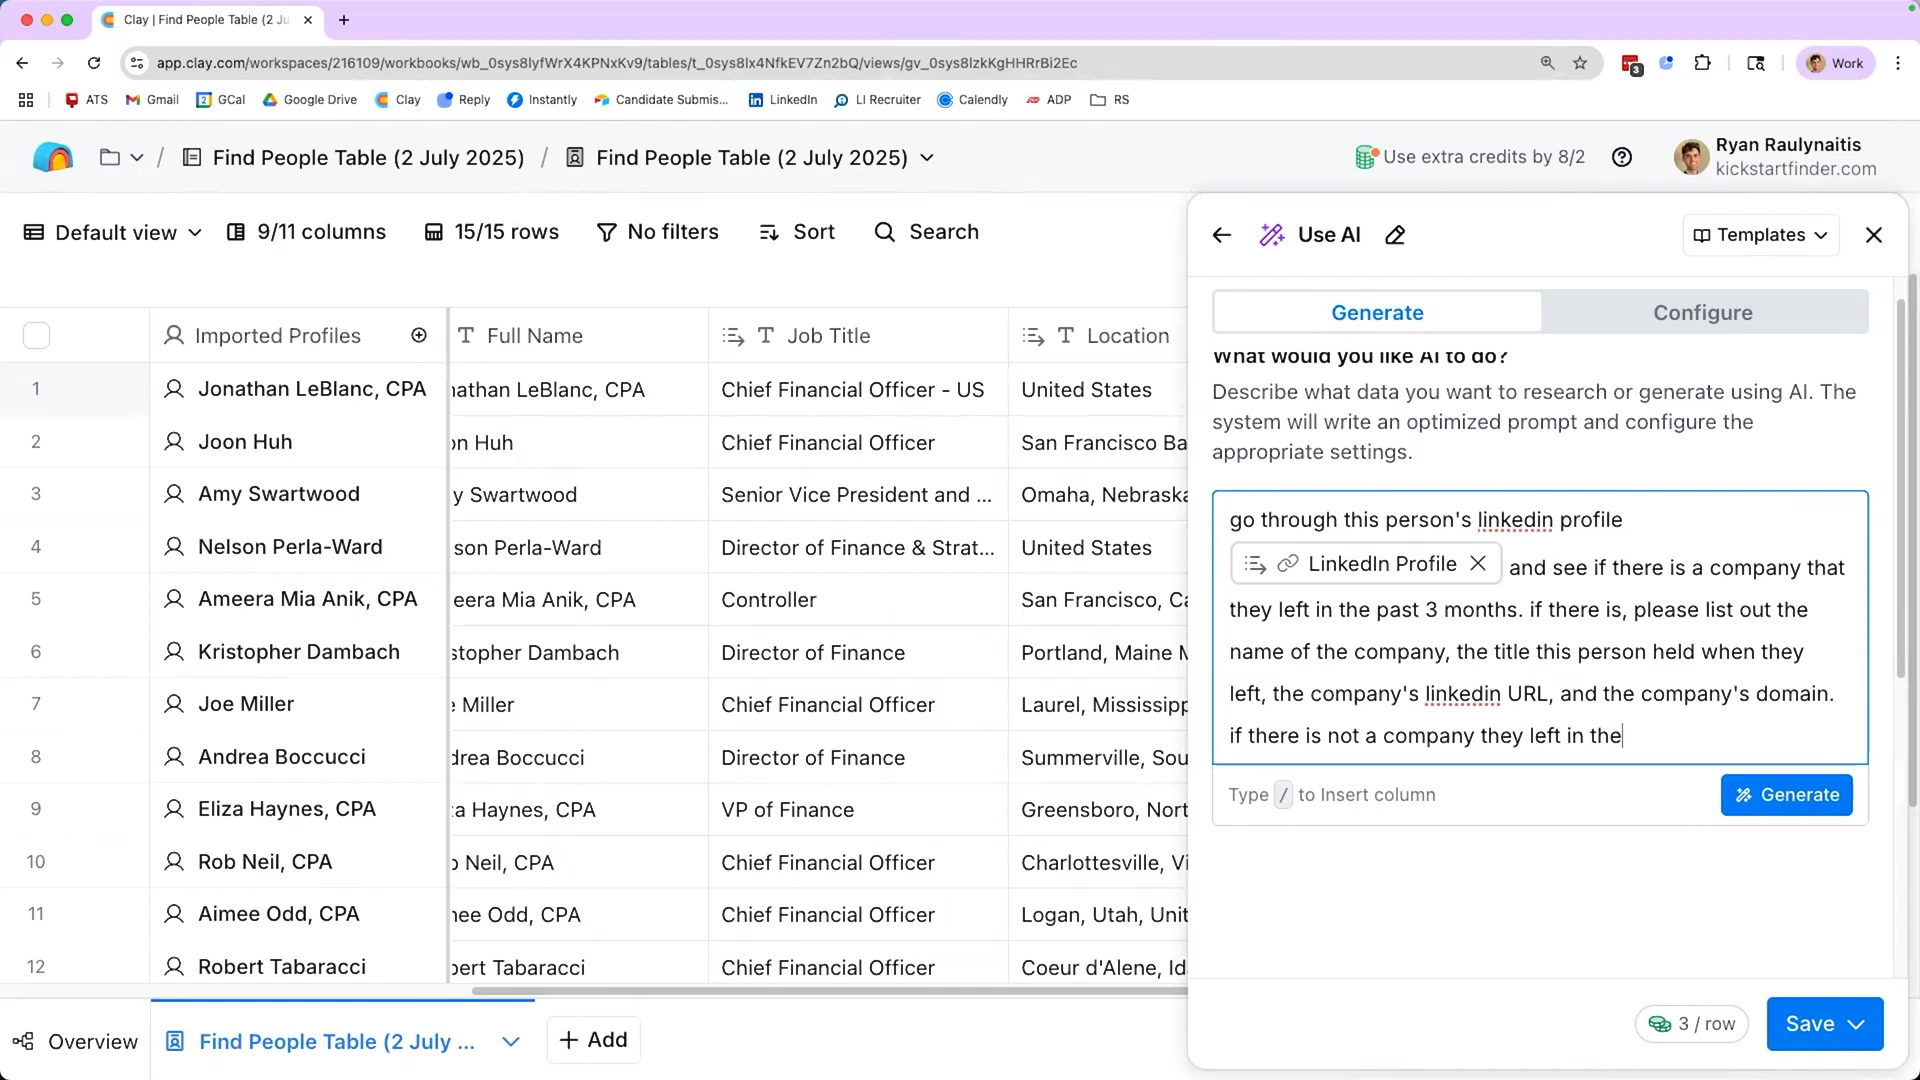 Clay | Find People Table (2 Ju
app.clay.com/workspaces/216109/workbooks/wb_0sys8lyfWrX4KPNxKv9/tables/t_0sys8lx4NfkEV7Zn2bQ/views/gv_0sys8lzkKgHHRrBi2Ec
3
Work
ATS
Gmail
2 GCal
Google Drive
Clay
Reply
Instantly
Candidate Submis...
LinkedIn
LI Recruiter
Calendly
ADP
RS
/ Find People Table (2 July 2025) / Find People Table (2 July 2025)
Use extra credits by 8/2
Ryan Raulynaitis
kickstartfinder.com
Default view
9/11 columns
15/15 rows
No filters
Sort
Search
Imported Profiles
Full Name
Job Title
Location
1 Jonathan LeBlanc, CPA nathan LeBlanc, CPA Chief Financial Officer - US United States
2 Joon Huh on Huh Chief Financial Officer San Francisco Ba
3 Amy Swartwood y Swartwood Senior Vice President and ... Omaha, Nebraska
4 Nelson Perla-Ward son Perla-Ward Director of Finance & Strat... United States
5 Ameera Mia Anik, CPA eera Mia Anik, CPA Controller San Francisco, Ca
6 Kristopher Dambach stopher Dambach Director of Finance Portland, Maine M
7 Joe Miller e Miller Chief Financial Officer Laurel, Mississipp
8 Andrea Boccucci drea Boccucci Director of Finance Summerville, Sou
9 Eliza Haynes, CPA za Haynes, CPA VP of Finance Greensboro, Nort
10 Rob Neil, CPA b Neil, CPA Chief Financial Officer Charlottesville, Vi
11 Aimee Odd, CPA nee Odd, CPA Chief Financial Officer Logan, Utah, Unit
12 Robert Tabaracci bert Tabaracci Chief Financial Officer Coeur d'Alene, Id
Overview
Find People Table (2 July ...
+ Add
Use AI
Templates
Generate
Configure
What would you like AI to do?
Describe what data you want to research or generate using AI. The
system will write an optimized prompt and configure the
appropriate settings.
go through this person's linkedin profile
LinkedIn Profile and see if there is a company that
they left in the past 3 months. if there is, please list out the
name of the company, the title this person held when they
left, the company's linkedin URL, and the company's domain.
if there is not a company they left in the
Type / to Insert column
Generate
3 / row
Save